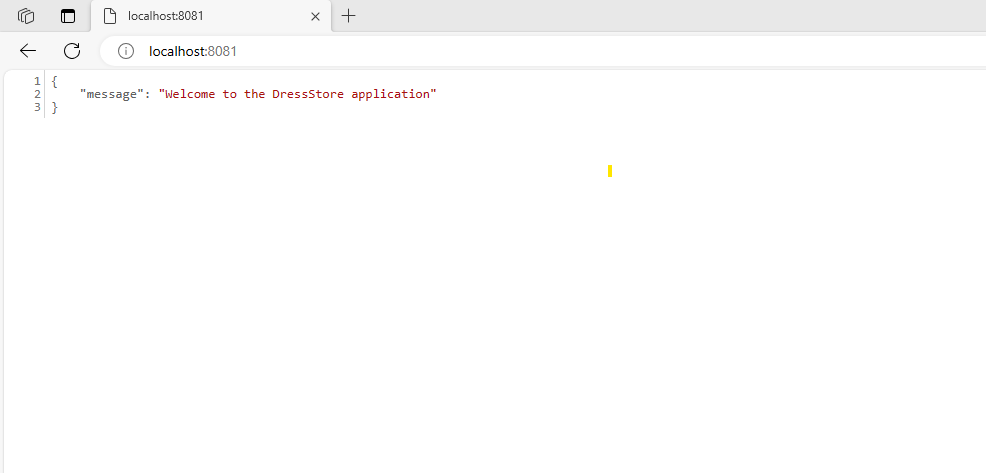 localhost:8081
localhost:8081
1 {
2 "message": "Welcome to the DressStore application"
3 }